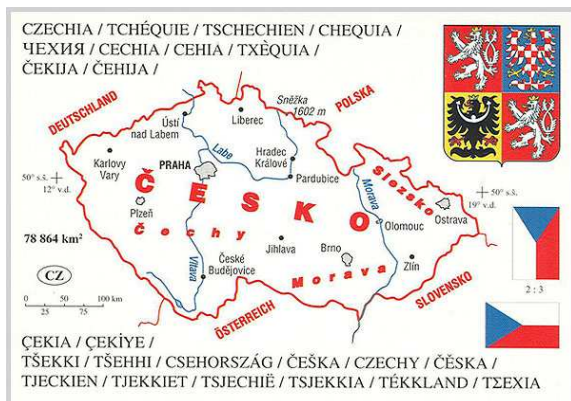 CZECHIA / TCHÉQUIE / TSCHECHIEN / CHEQUIA /
ЧЕХИЯ / CECHIA / CEHIA / TXÈQUIA /
ČEKIJA / ČEHIJA /
DEUTSCHLAND
POLSKA
Sněžka
1602 m
Ústí
nad Labem
Liberec
Labe
Hradec
Králové
Karlovy
Vary
PRAHA
Pardubice
50° s.š.
12° v.d.
ČESKO
Slezsko
Morava
50° s.š.
19° v.d.
Plzeň
Ostrava
Olomouc
Čechy
78 864 km²
Jihlava
Brno
Zlín
Vltava
České
Budějovice
Morava
CZ
0 25 50 100 km
25 75
ÖSTERREICH
SLOVENSKO
2 : 3
ÇEKIA / ÇEKİYE /
TŠEKKI / TŠEHHI / CSEHORSZÁG / ČEŠKA / CZECHY / ČĚSKA /
TJECKIEN / TJEKKIET / TSJECHIË / TSJEKKIA / TÉKKLAND / ΤΣΕΧΙΑ